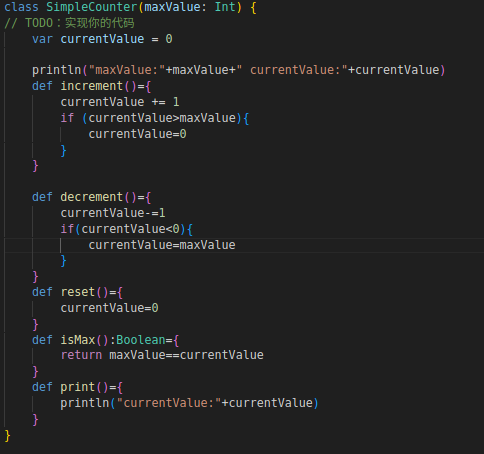 class SimpleCounter(maxValue: Int) {
// TODO：实现你的代码
    var currentValue = 0

    println("maxValue:"+maxValue+" currentValue:"+currentValue)
    def increment()={
        currentValue += 1
        if (currentValue>maxValue){
            currentValue=0
        }
    }

    def decrement()={
        currentValue-=1
        if(currentValue<0){
            currentValue=maxValue
        }
    }
    def reset()={
        currentValue=0
    }
    def isMax():Boolean={
        return maxValue==currentValue
    }
    def print()={
        println("currentValue:"+currentValue)
    }
}